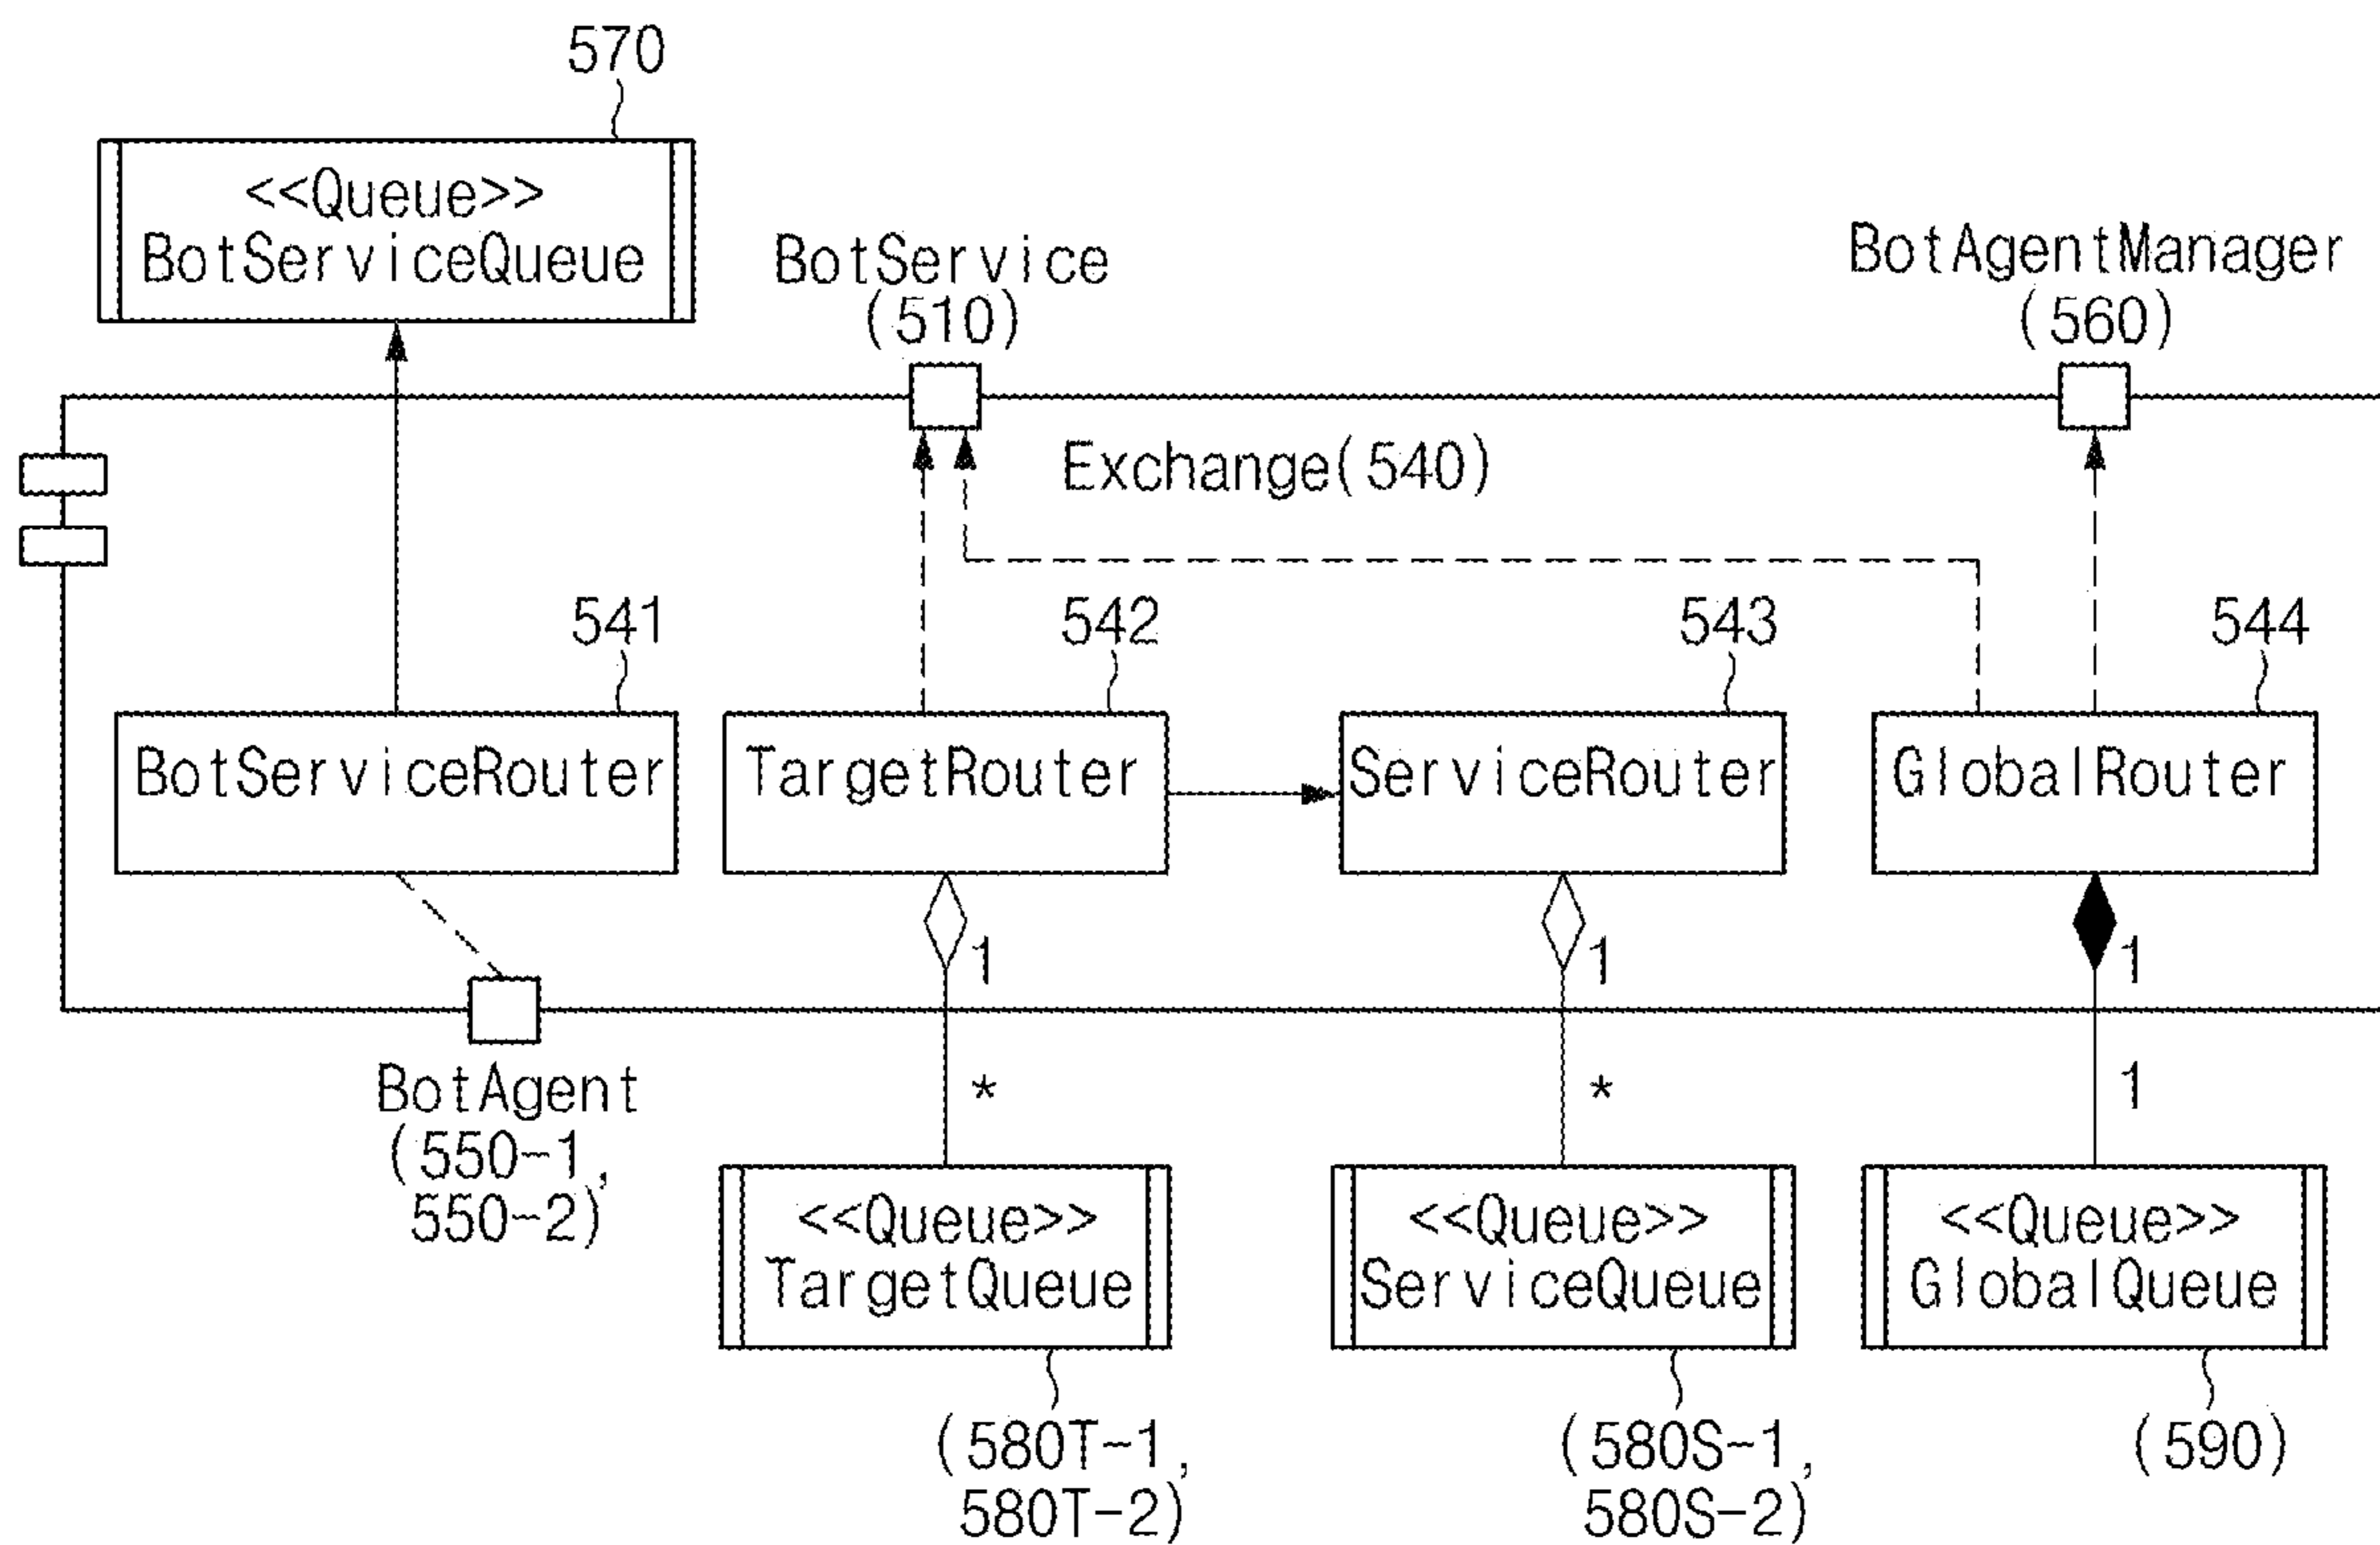 570
<<Queue>>
BotServiceQueue
BotService
(510)
BotAgentManager
(560)
Exchange(540)
541
542
543
544
BotServiceRouter
TargetRouter
ServiceRouter
GlobalRouter
1
1
1
BotAgent
(550-1,
550-2)
*
*
1
<<Queue>>
TargetQueue
<<Queue>>
ServiceQueue
<<Queue>>
GlobalQueue
(580T-1,
580T-2)
(580S-1,
580S-2)
(590)